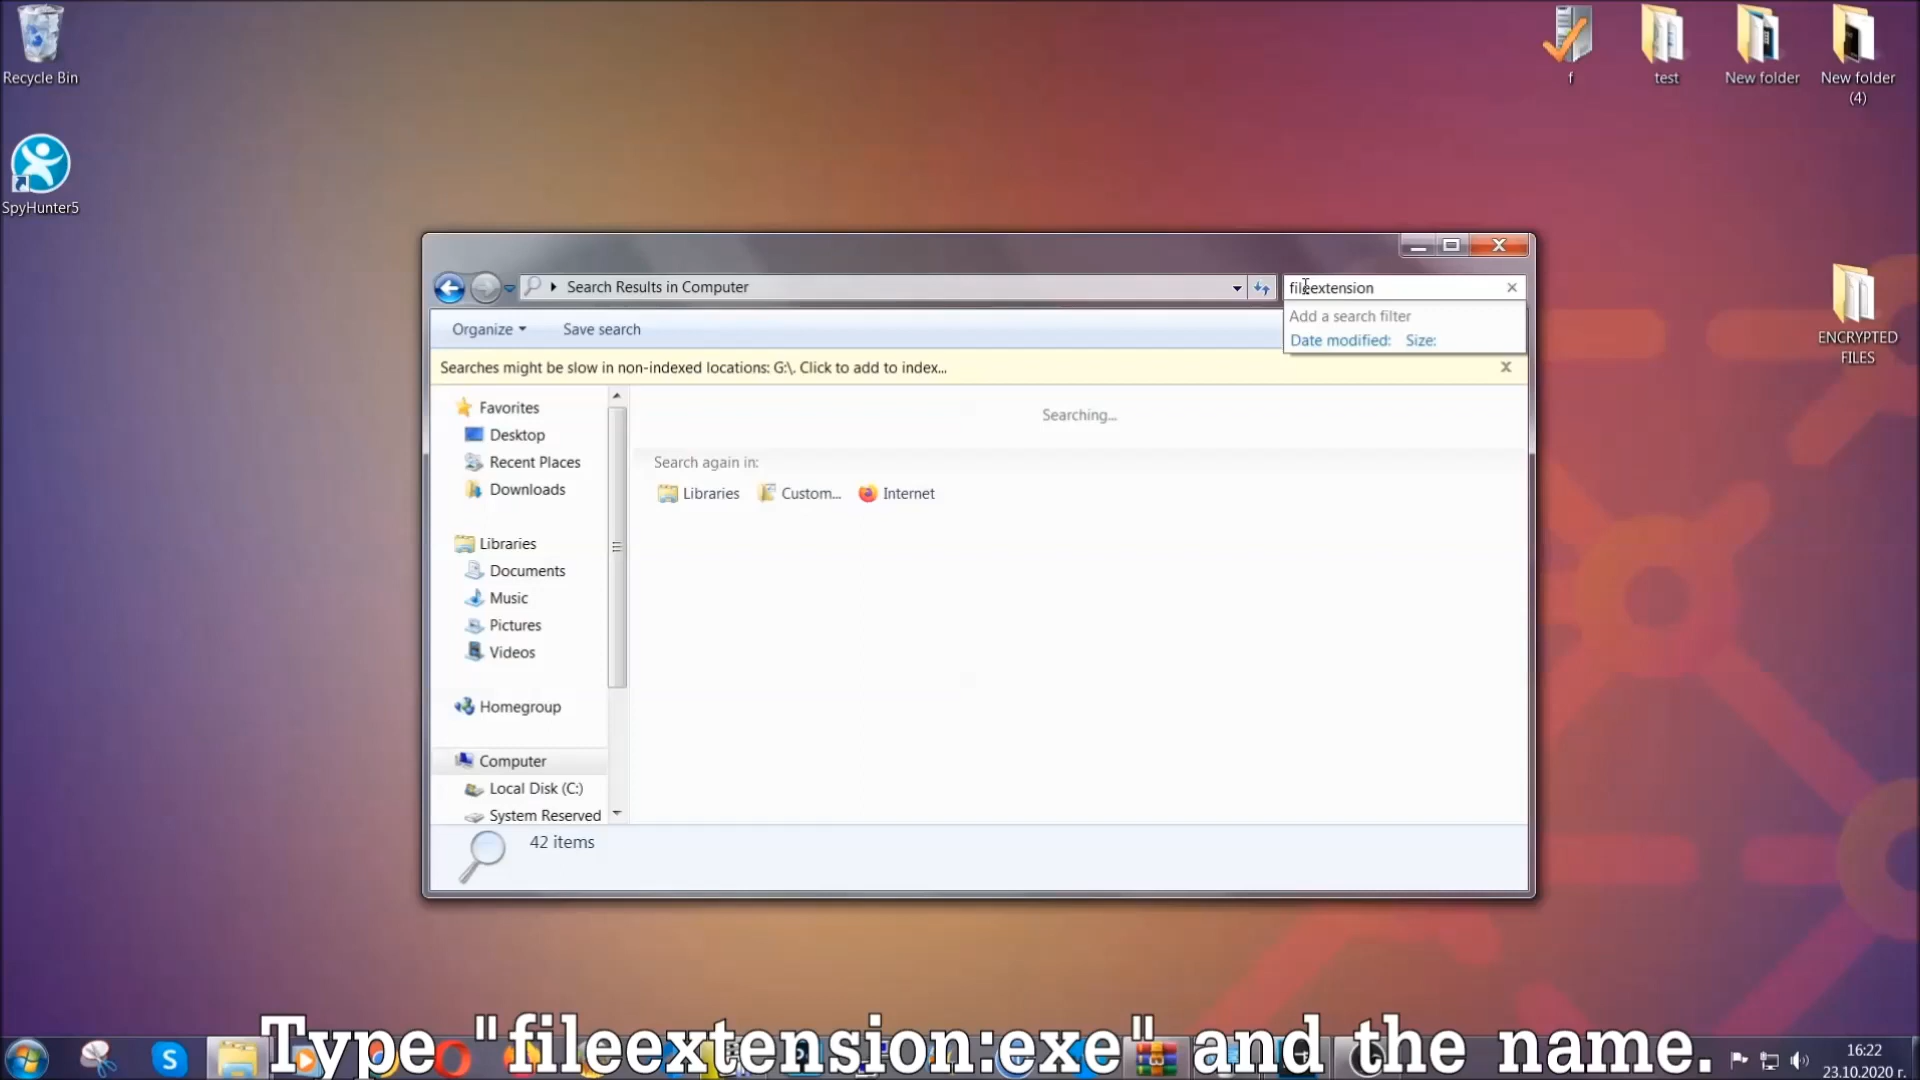 Recycle Bin
SpyHunter5
f
test
New folder
New folder
(4)
ENCRYPTED
FILES
Search Results in Computer
fileextension
Add a search filter
Date modified: Size:
Organize
Save search
Searches might be slow in non-indexed locations: G:\. Click to add to index...
Favorites
Desktop
Recent Places
Downloads
Libraries
Documents
Music
Pictures
Videos
Homegroup
Computer
Local Disk (C:)
System Reserved
Searching...
Search again in:
Libraries
Custom...
Internet
42 items
Type "fileextension:exe" and the name.
16:22
23.10.2020 г.